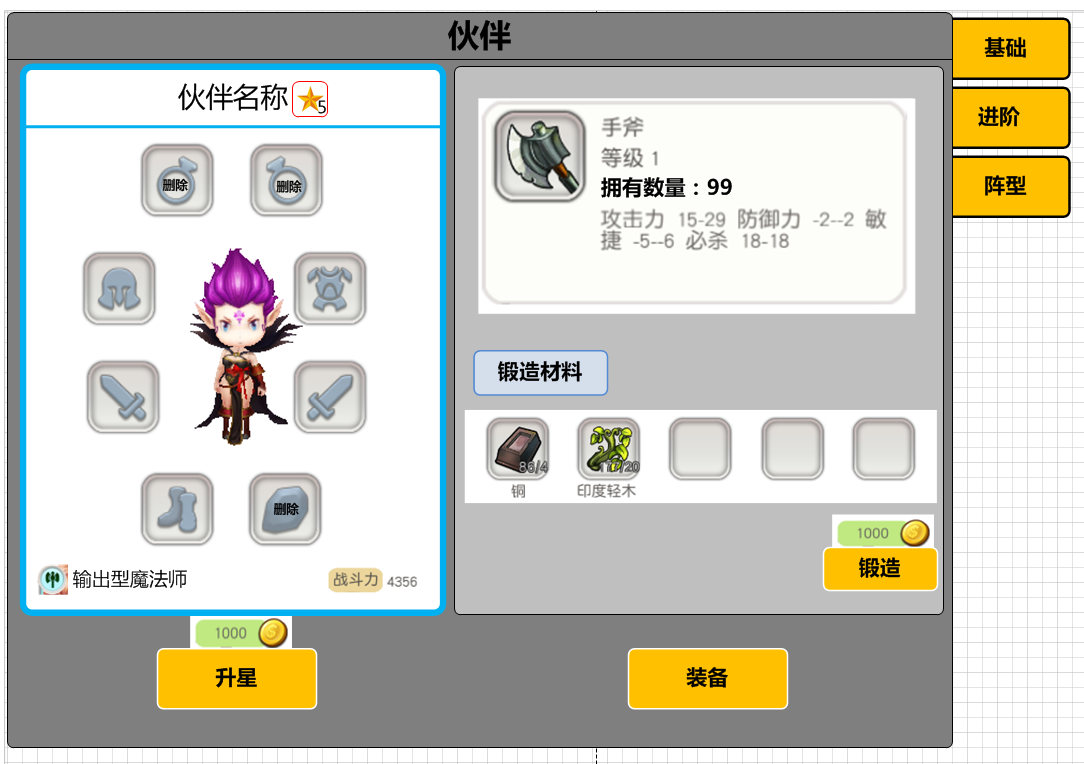 伙伴
基础
进阶
阵型
伙伴名称
5
删除
删除
删除
输出型魔法师
战斗力 4356
1000
升星
手斧
等级 1
拥有数量：99
攻击力 15-29 防御力 -2--2 敏
捷 -5--6 必杀 18-18
锻造材料
86/4
铜
印度轻木
1000
锻造
装备